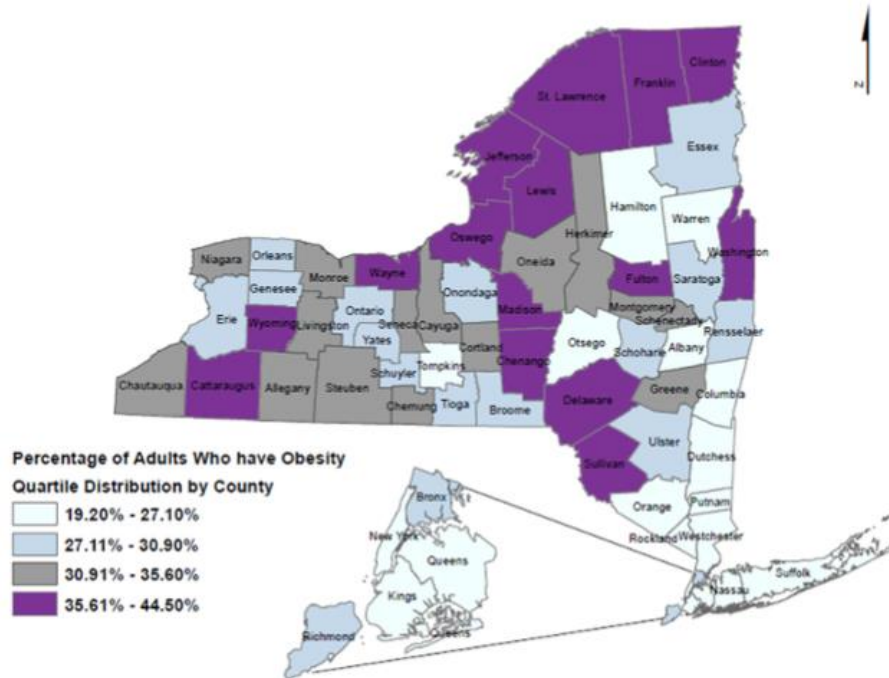 Clinton
Franklin
St. Lawrence
N
Essex
Jefferson
Lewis
Hamilton
Warren
Herkimer
Washington
Oswego
Oneida
Niagara
Orleans
Monroe
Wayne
Fulton
Saratoga
Genesee
Onondaga
Madison
Montgomery
Ontario
Seneca
Cayuga
Schenectady
Erie
Wyoming
Livingston
Rensselaer
Yates
Cortland
Otsego
Schoharie
Albany
Chenango
Tompkins
Schuyler
Chautauqua
Cattaraugus
Allegany
Steuben
Greene
Columbia
Chemung
Tioga
Broome
Delaware
Ulster
Dutchess
Sullivan
Percentage of Adults Who have Obesity
Quartile Distribution by County
19.20% - 27.10%
27.11% - 30.90%
30.91% - 35.60%
35.61% - 44.50%
Bronx
Putnam
Orange
New York
Rockland
Westchester
Queens
Suffolk
Nassau
Kings
Queens
Richmond